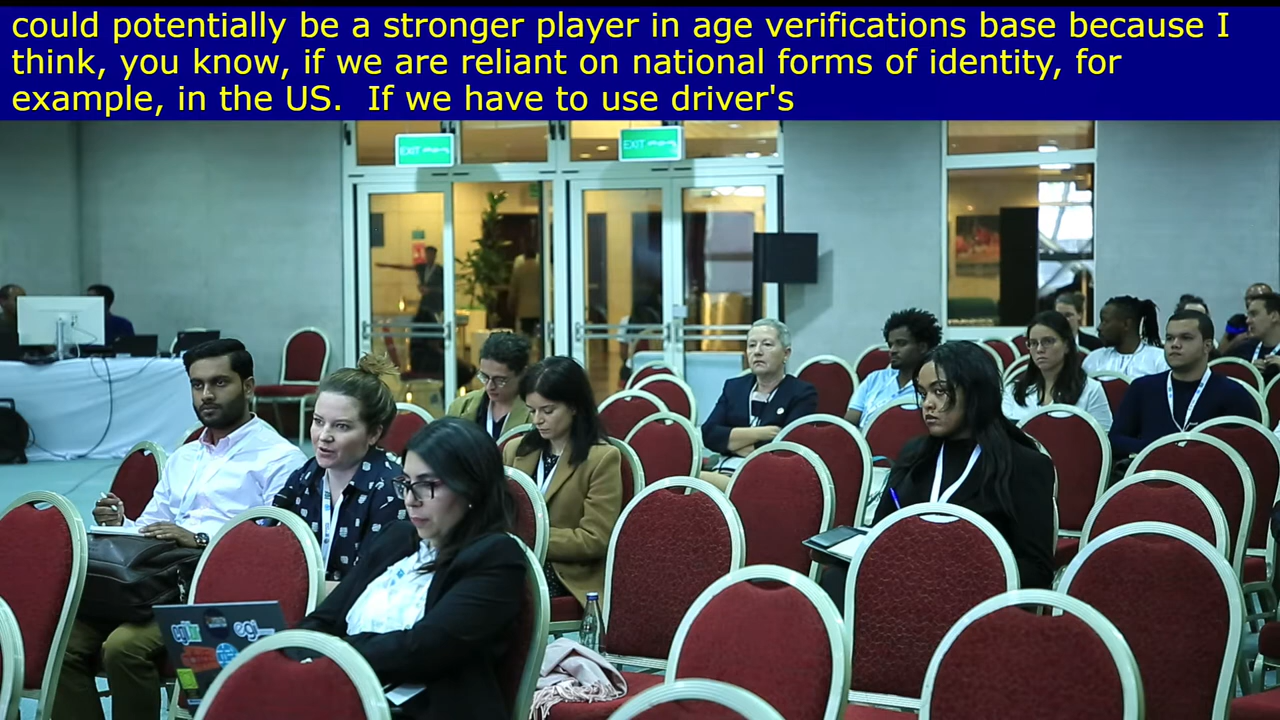 could potentially be a stronger player in age verifications base because I
think, you know, if we are reliant on national forms of identity, for
example, in the US.  If we have to use driver's
EXIT
EXIT
egi